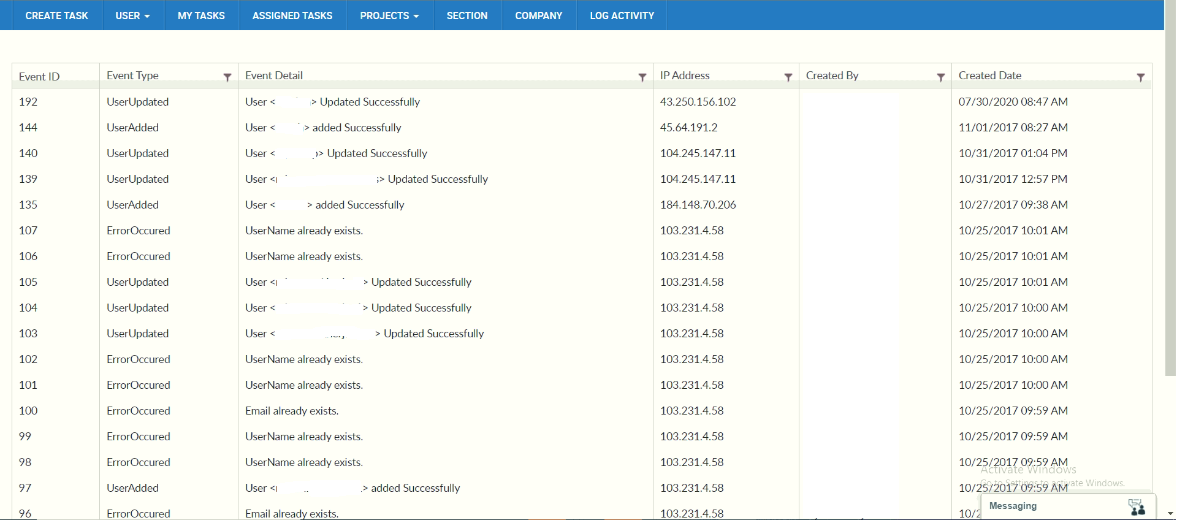 CREATE TASK USER MY TASKS ASSIGNED TASKS PROJECTS SECTION COMPANY LOG ACTIVITY
Event ID Event Type Event Detail IP Address Created By Created Date
192 UserUpdated User < > Updated Successfully 43.250.156.102 07/30/2020 08:47 AM
144 UserAdded User < > added Successfully 45.64.191.2 11/01/2017 08:27 AM
140 UserUpdated User < > Updated Successfully 104.245.147.11 10/31/2017 01:04 PM
139 UserUpdated User < > Updated Successfully 104.245.147.11 10/31/2017 12:57 PM
135 UserAdded User < > added Successfully 184.148.70.206 10/27/2017 09:38 AM
107 ErrorOccured UserName already exists. 103.231.4.58 10/25/2017 10:01 AM
106 ErrorOccured UserName already exists. 103.231.4.58 10/25/2017 10:01 AM
105 UserUpdated User < > Updated Successfully 103.231.4.58 10/25/2017 10:01 AM
104 UserUpdated User < > Updated Successfully 103.231.4.58 10/25/2017 10:00 AM
103 UserUpdated User < > Updated Successfully 103.231.4.58 10/25/2017 10:00 AM
102 ErrorOccured UserName already exists. 103.231.4.58 10/25/2017 10:00 AM
101 ErrorOccured UserName already exists. 103.231.4.58 10/25/2017 10:00 AM
100 ErrorOccured Email already exists. 103.231.4.58 10/25/2017 09:59 AM
99 ErrorOccured UserName already exists. 103.231.4.58 10/25/2017 09:59 AM
98 ErrorOccured UserName already exists. 103.231.4.58 10/25/2017 09:59 AM
Activate Windows
97 UserAdded User < > added Successfully 103.231.4.58 10/25/2017 09:59 AM
Go to Settings to activate Windows.
96 ErrorOccured Email already exists. 103.231.4.58 10/2
Messaging